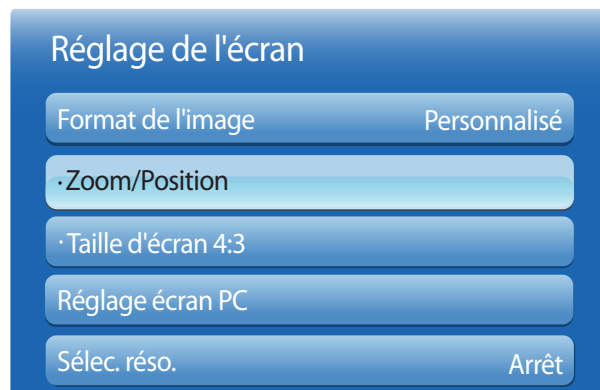 Réglage de l'écran
Format de l'image Personnalisé
· Zoom/Position
· Taille d'écran 4:3
Réglage écran PC
Sélec. réso. Arrêt